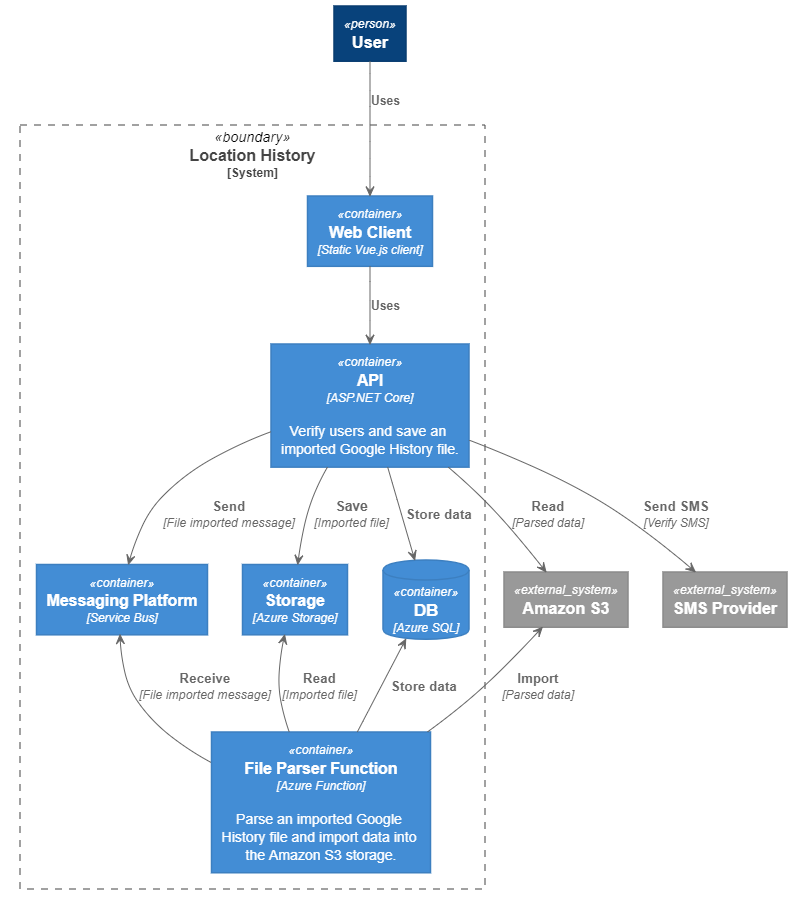 «person»
User
Uses
«boundary»
Location History
[System]
«container»
Web Client
[Static Vue.js client]
Uses
«container»
API
[ASP.NET Core]
Verify users and save an
imported Google History file.
Send
[File imported message]
Save
[Imported file]
Store data
Read
[Parsed data]
Send SMS
[Verify SMS]
«container»
Messaging Platform
[Service Bus]
«container»
Storage
[Azure Storage]
«container»
DB
[Azure SQL]
«external_system»
Amazon S3
«external_system»
SMS Provider
Receive
[File imported message]
Read
[Imported file]
Store data
Import
[Parsed data]
«container»
File Parser Function
[Azure Function]
Parse an imported Google
History file and import data into
the Amazon S3 storage.